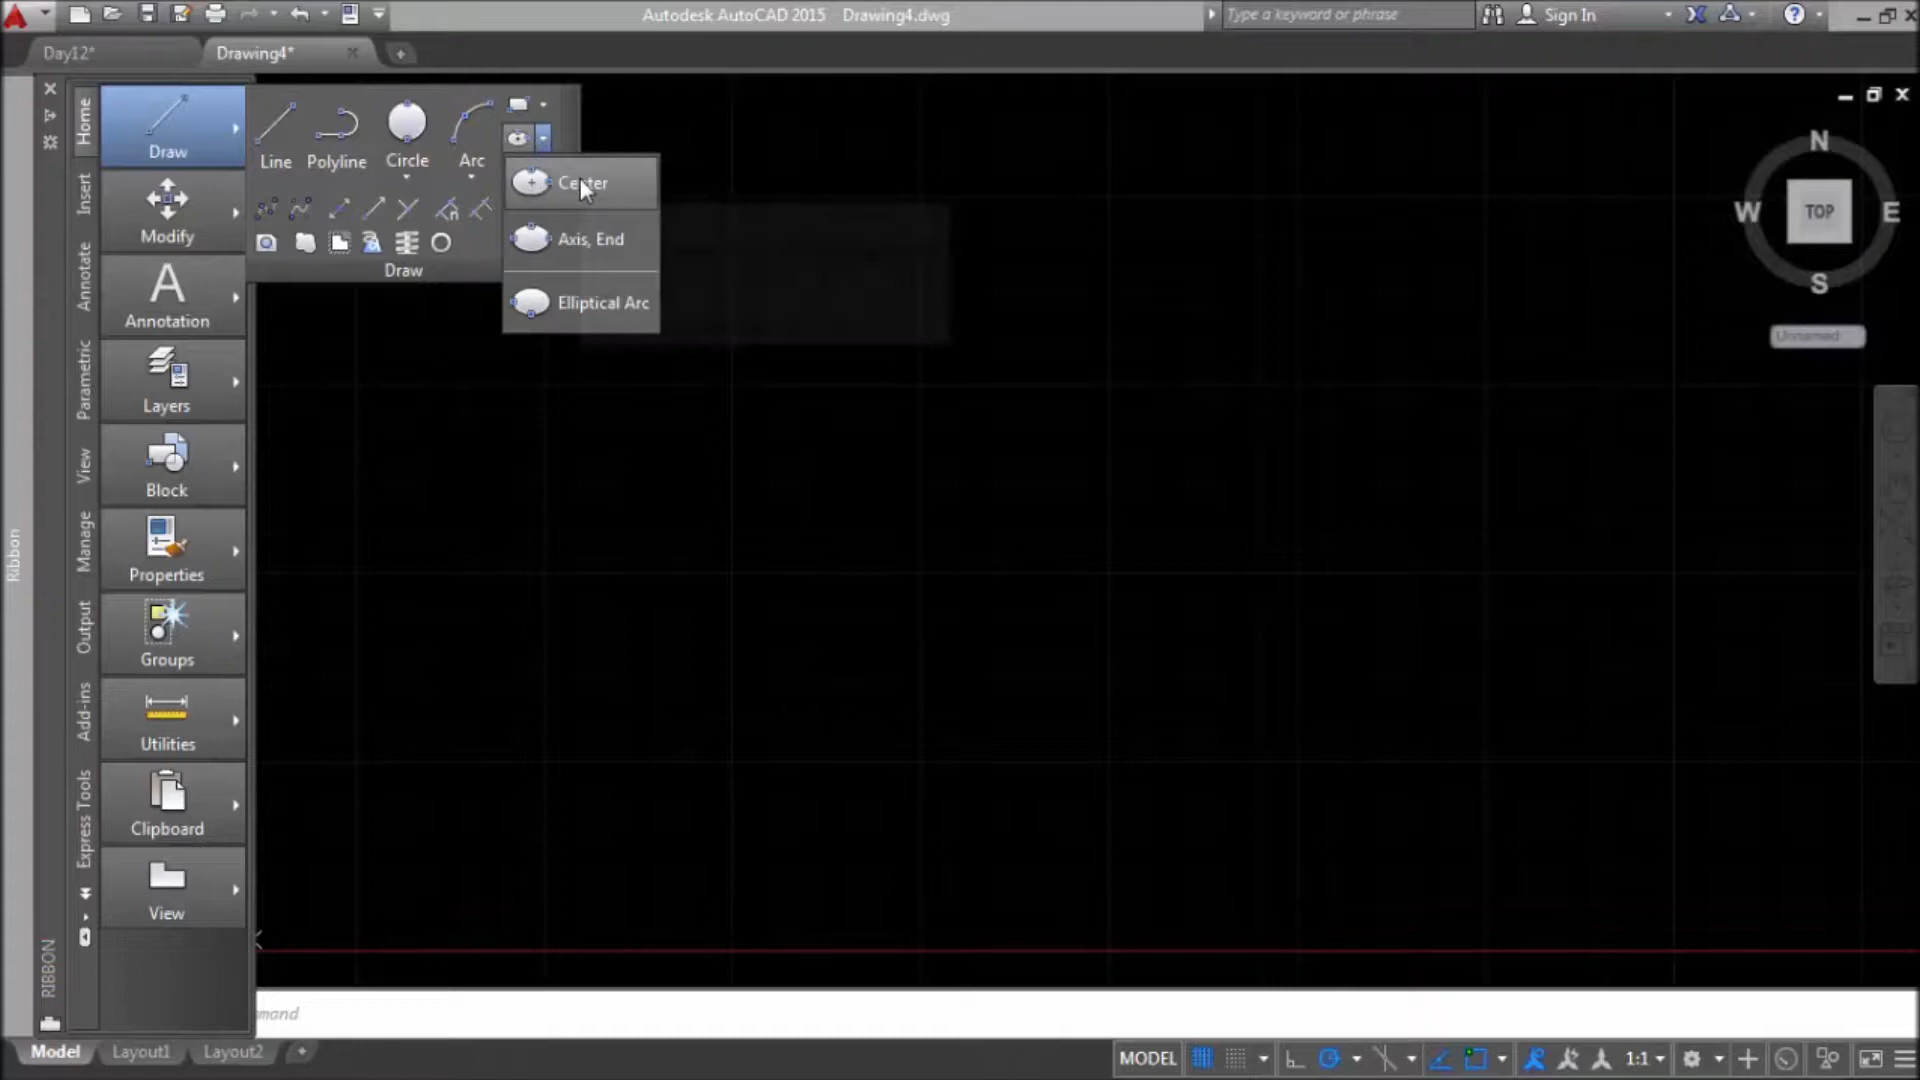 Autodesk AutoCAD 2015 Drawing4.dwg
Type a keyword or phrase
Sign In
Day12*
Drawing4*
Home
Insert
Annotate
Parametric
View
Manage
Output
Add-ins
Express Tools
Ribbon
RIBBON
Draw
Modify
Annotation
Layers
Block
Properties
Groups
Utilities
Clipboard
View
Line
Polyline
Circle
Arc
Draw
Center
Axis, End
Elliptical Arc
N
W
TOP
E
S
Unnamed
mmand
Model
Layout1
Layout2
MODEL
1:1